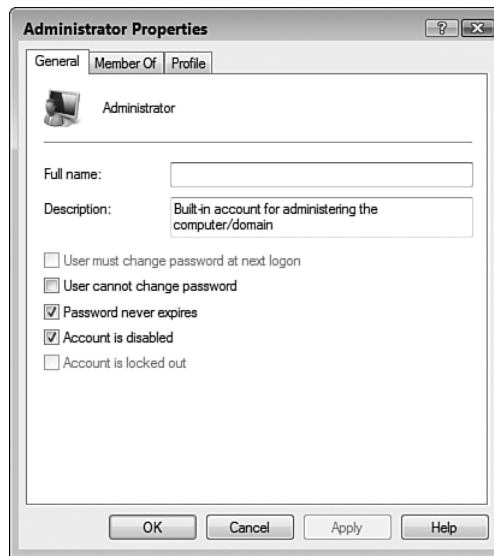 Administrator Properties
General Member Of Profile
Administrator
Full name:
Description: Built-in account for administering the
computer/domain
User must change password at next logon
User cannot change password
Password never expires
Account is disabled
Account is locked out
OK Cancel Apply Help